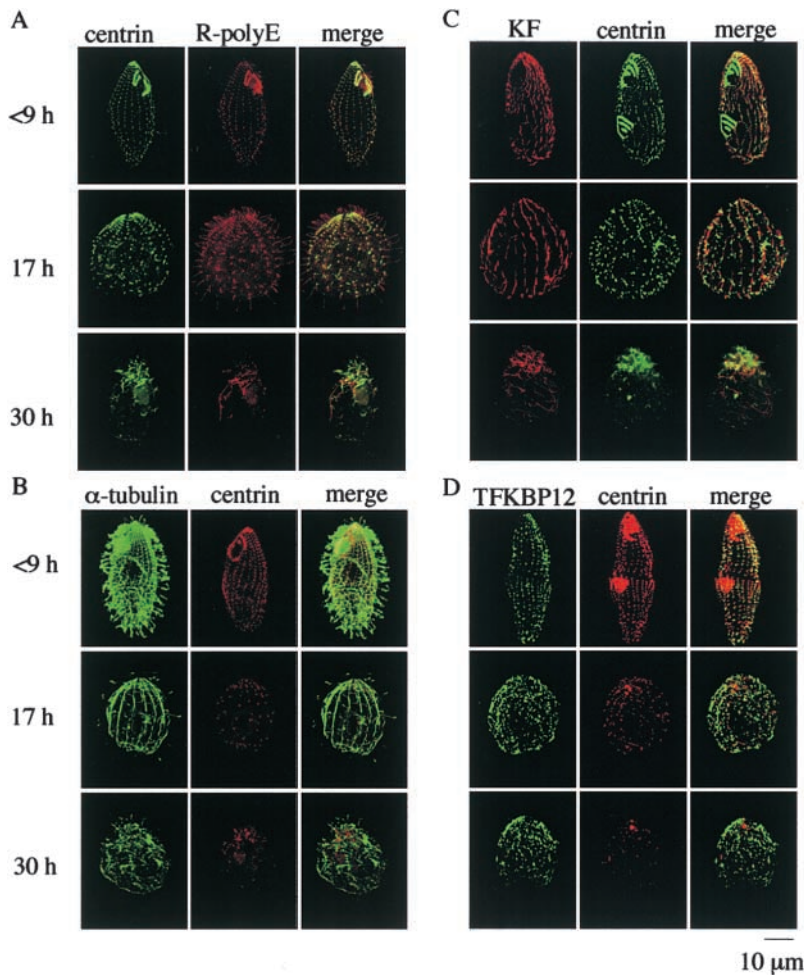 A
centrin R-polyE merge
<9 h
17 h
30 h
B
α-tubulin centrin merge
<9 h
17 h
30 h
C
KF centrin merge
D
TFKBP12 centrin merge
10 µm